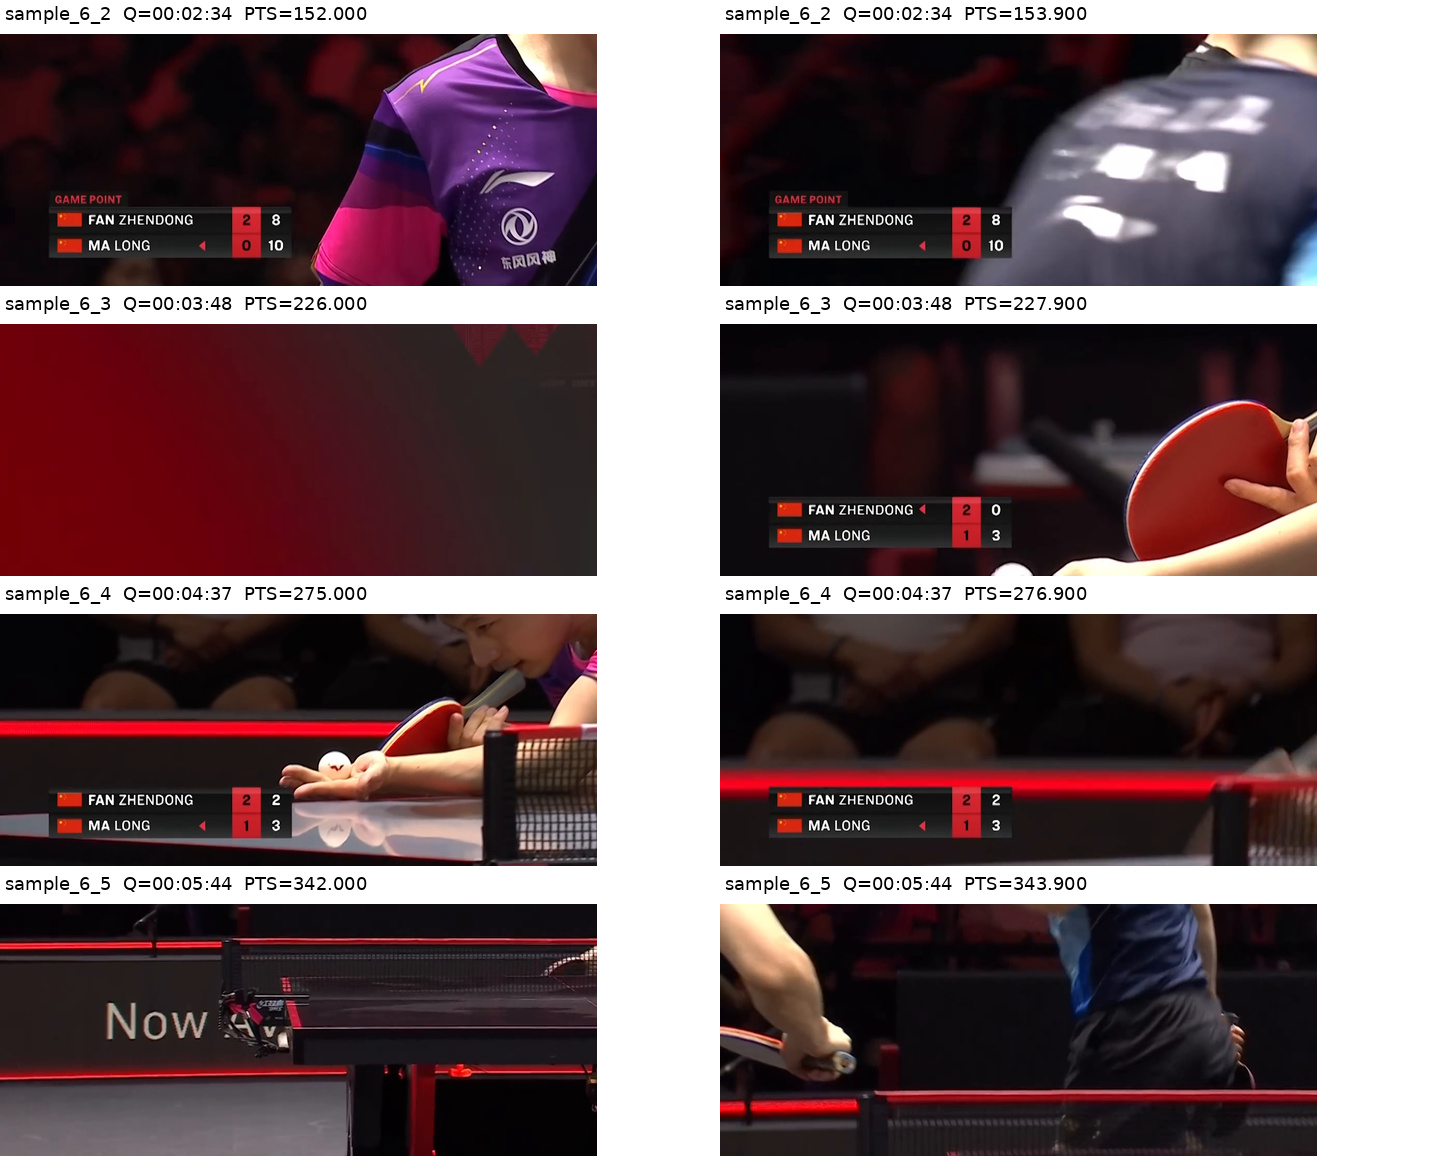 sample_6_2 Q=00:02:34 PTS=152.000
sample_6_2 Q=00:02:34 PTS=153.900
东风风神
GAME POINT
FAN ZHENDONG 2 8
MA LONG 0 10
GAME POINT
FAN ZHENDONG 2 8
MA LONG 0 10
sample_6_3 Q=00:03:48 PTS=226.000
sample_6_3 Q=00:03:48 PTS=227.900
FAN ZHENDONG 2 0
MA LONG 1 3
sample_6_4 Q=00:04:37 PTS=275.000
sample_6_4 Q=00:04:37 PTS=276.900
FAN ZHENDONG 2 2
MA LONG 1 3
FAN ZHENDONG 2 2
MA LONG 1 3
sample_6_5 Q=00:05:44 PTS=342.000
sample_6_5 Q=00:05:44 PTS=343.900
Now